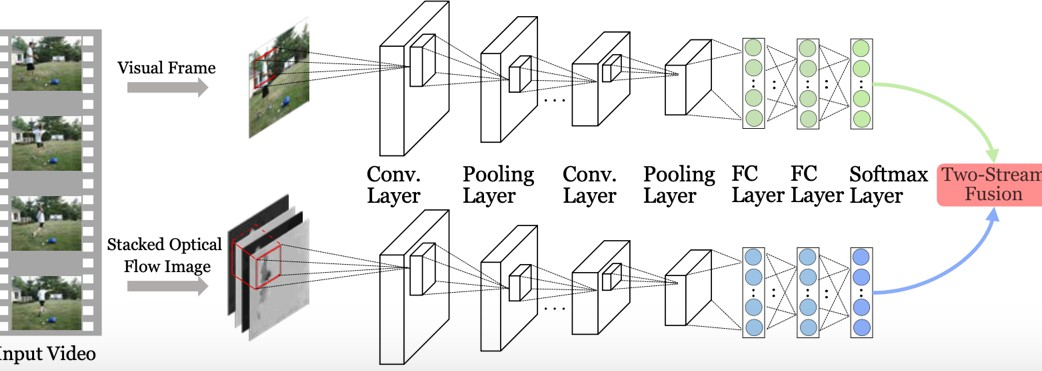 Visual Frame
Conv.
Layer
Pooling
Layer
Conv.
Layer
Pooling
Layer
FC
Layer
FC
Layer
Softmax
Layer
Two-Stream
Fusion
Stacked Optical
Flow Image
...
...
Input Video